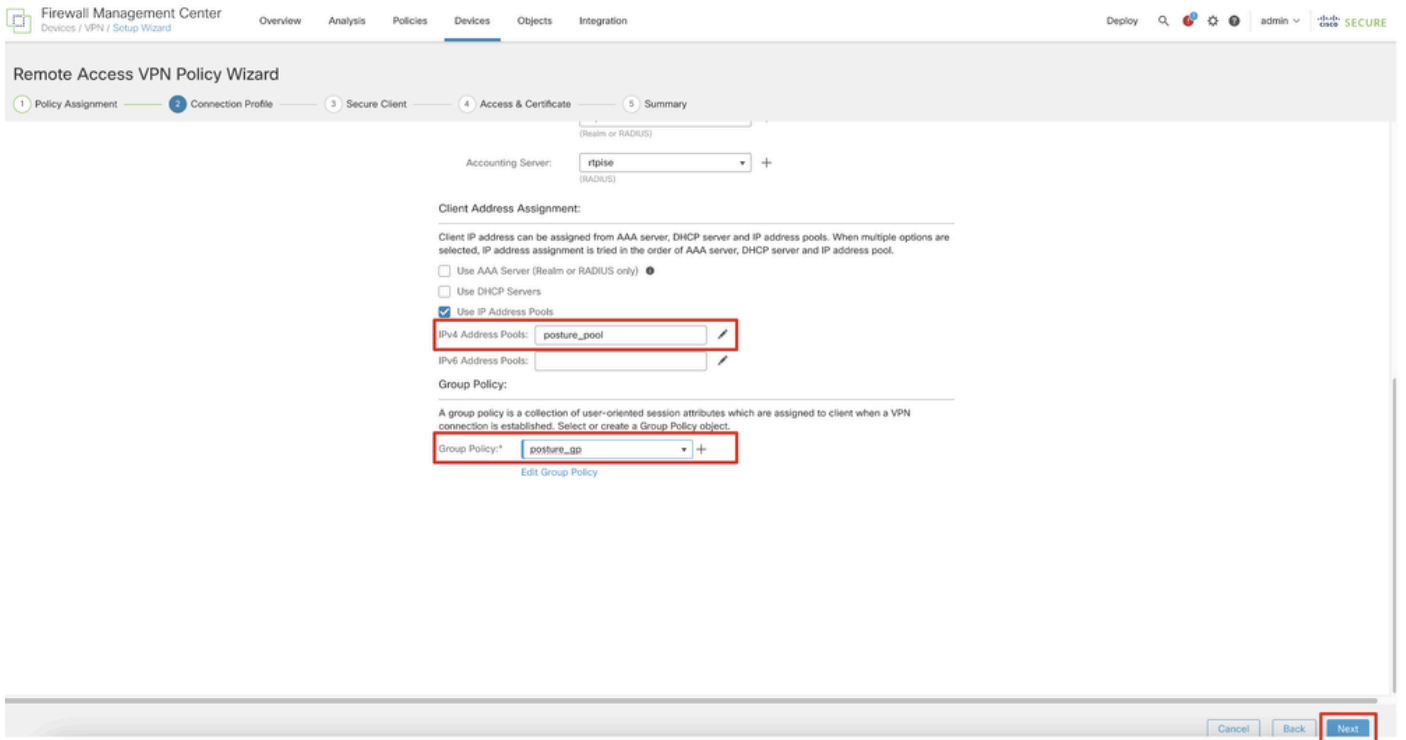 Firewall Management Center
Devices / VPN / Setup Wizard
Overview Analysis Policies Devices Objects Integration
Deploy admin
cisco SECURE
Remote Access VPN Policy Wizard
1 Policy Assignment 2 Connection Profile 3 Secure Client 4 Access & Certificate 5 Summary
(Realm or RADIUS)
Accounting Server: rtpise
(RADIUS)
Client Address Assignment:
Client IP address can be assigned from AAA server, DHCP server and IP address pools. When multiple options are
selected, IP address assignment is tried in the order of AAA server, DHCP server and IP address pool.
Use AAA Server (Realm or RADIUS only)
Use DHCP Servers
Use IP Address Pools
IPv4 Address Pools: posture_pool
IPv6 Address Pools:
Group Policy:
A group policy is a collection of user-oriented session attributes which are assigned to client when a VPN
connection is established. Select or create a Group Policy object.
Group Policy:* posture_gp
Edit Group Policy
Cancel Back Next